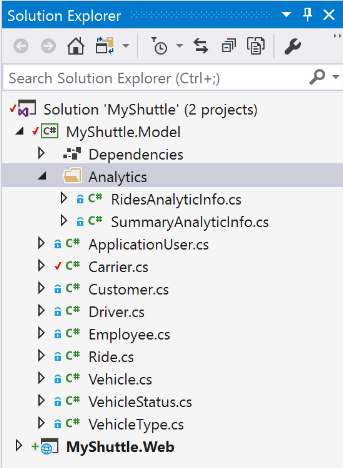 Solution Explorer
Search Solution Explorer (Ctrl+;)
Solution 'MyShuttle' (2 projects)
C# MyShuttle.Model
Dependencies
Analytics
C# RidesAnalyticInfo.cs
C# SummaryAnalyticInfo.cs
C# ApplicationUser.cs
C# Carrier.cs
C# Customer.cs
C# Driver.cs
C# Employee.cs
C# Ride.cs
C# Vehicle.cs
C# VehicleStatus.cs
C# VehicleType.cs
MyShuttle.Web